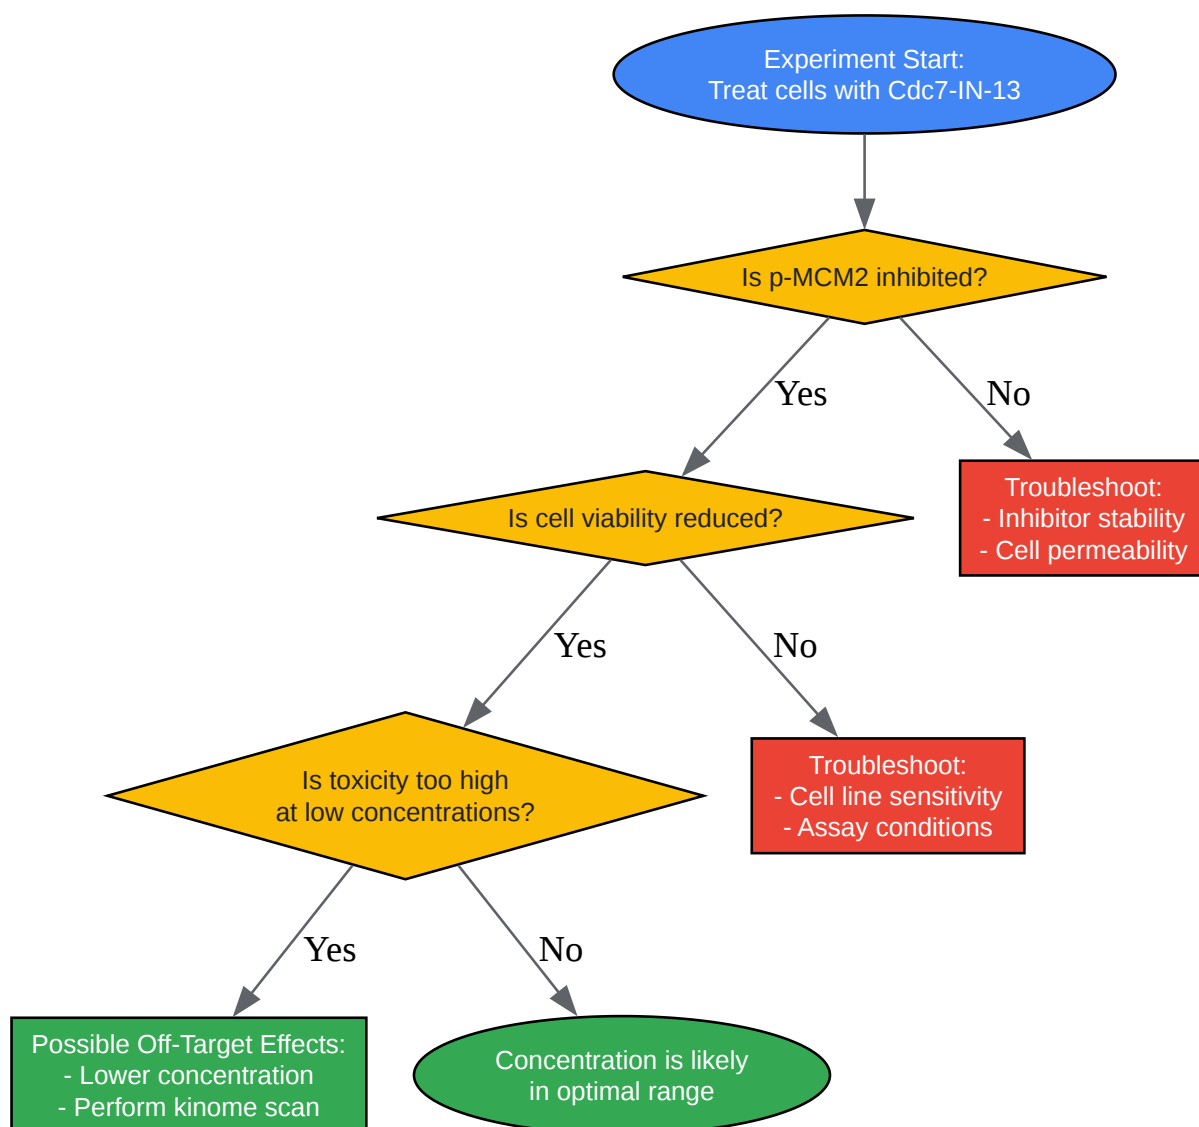 Experiment Start:
Treat cells with Cdc7-IN-13
Is p-MCM2 inhibited?
Yes
No
Troubleshoot:
- Inhibitor stability
- Cell permeability
Is cell viability reduced?
Yes
No
Troubleshoot:
- Cell line sensitivity
- Assay conditions
Is toxicity too high
at low concentrations?
Yes
No
Possible Off-Target Effects:
- Lower concentration
- Perform kinome scan
Concentration is likely
in optimal range